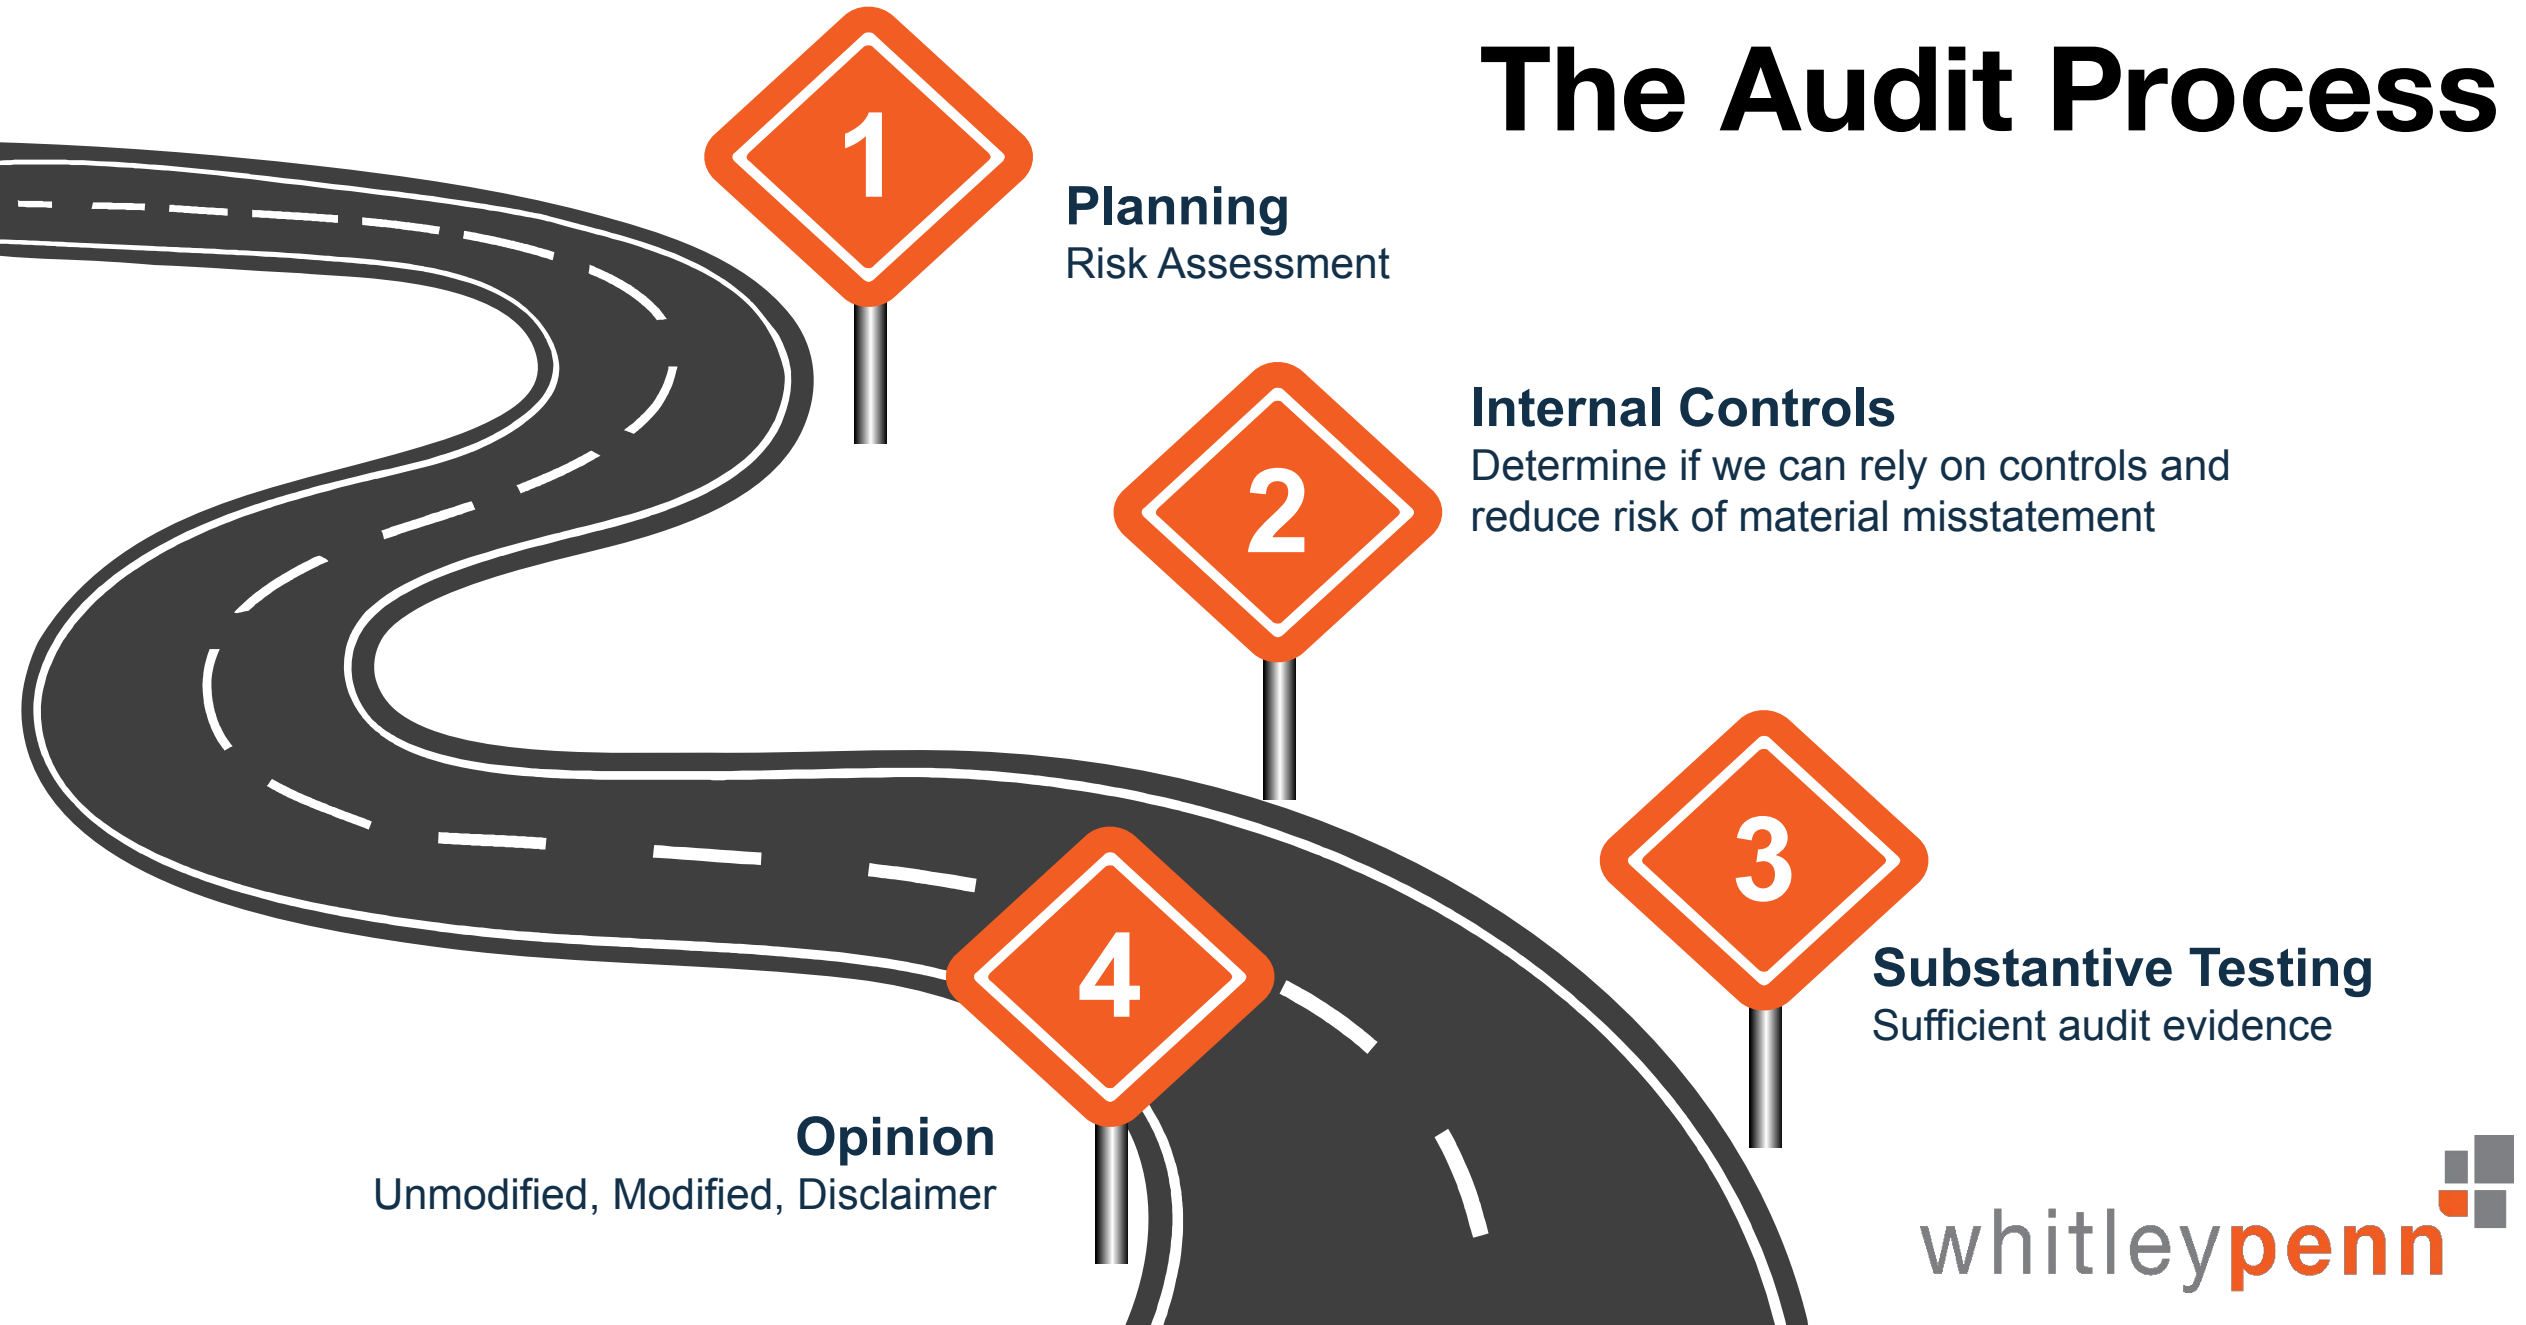 The Audit Process
1
Planning
Risk Assessment
2
Internal Controls
Determine if we can rely on controls and
reduce risk of material misstatement
3
Substantive Testing
Sufficient audit evidence
4
Opinion
Unmodified, Modified, Disclaimer
whitleypenn